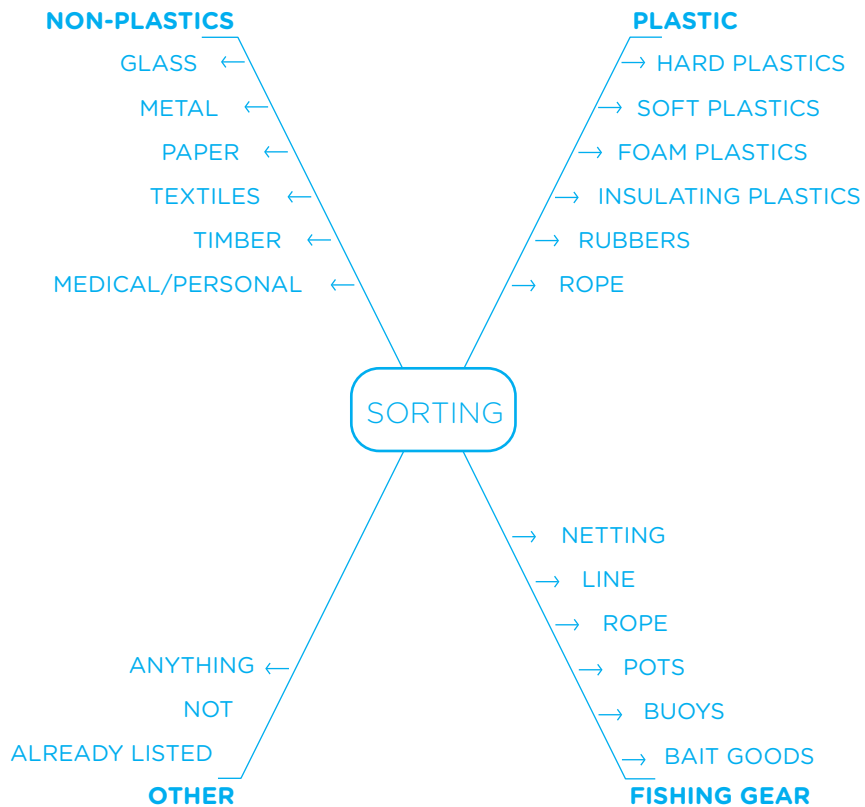 NON-PLASTICS
GLASS
METAL
PAPER
TEXTILES
TIMBER
MEDICAL/PERSONAL
PLASTIC
HARD PLASTICS
SOFT PLASTICS
FOAM PLASTICS
INSULATING PLASTICS
RUBBERS
ROPE
SORTING
ANYTHING
NOT
ALREADY LISTED
OTHER
NETTING
LINE
ROPE
POTS
BUOYS
BAIT GOODS
FISHING GEAR